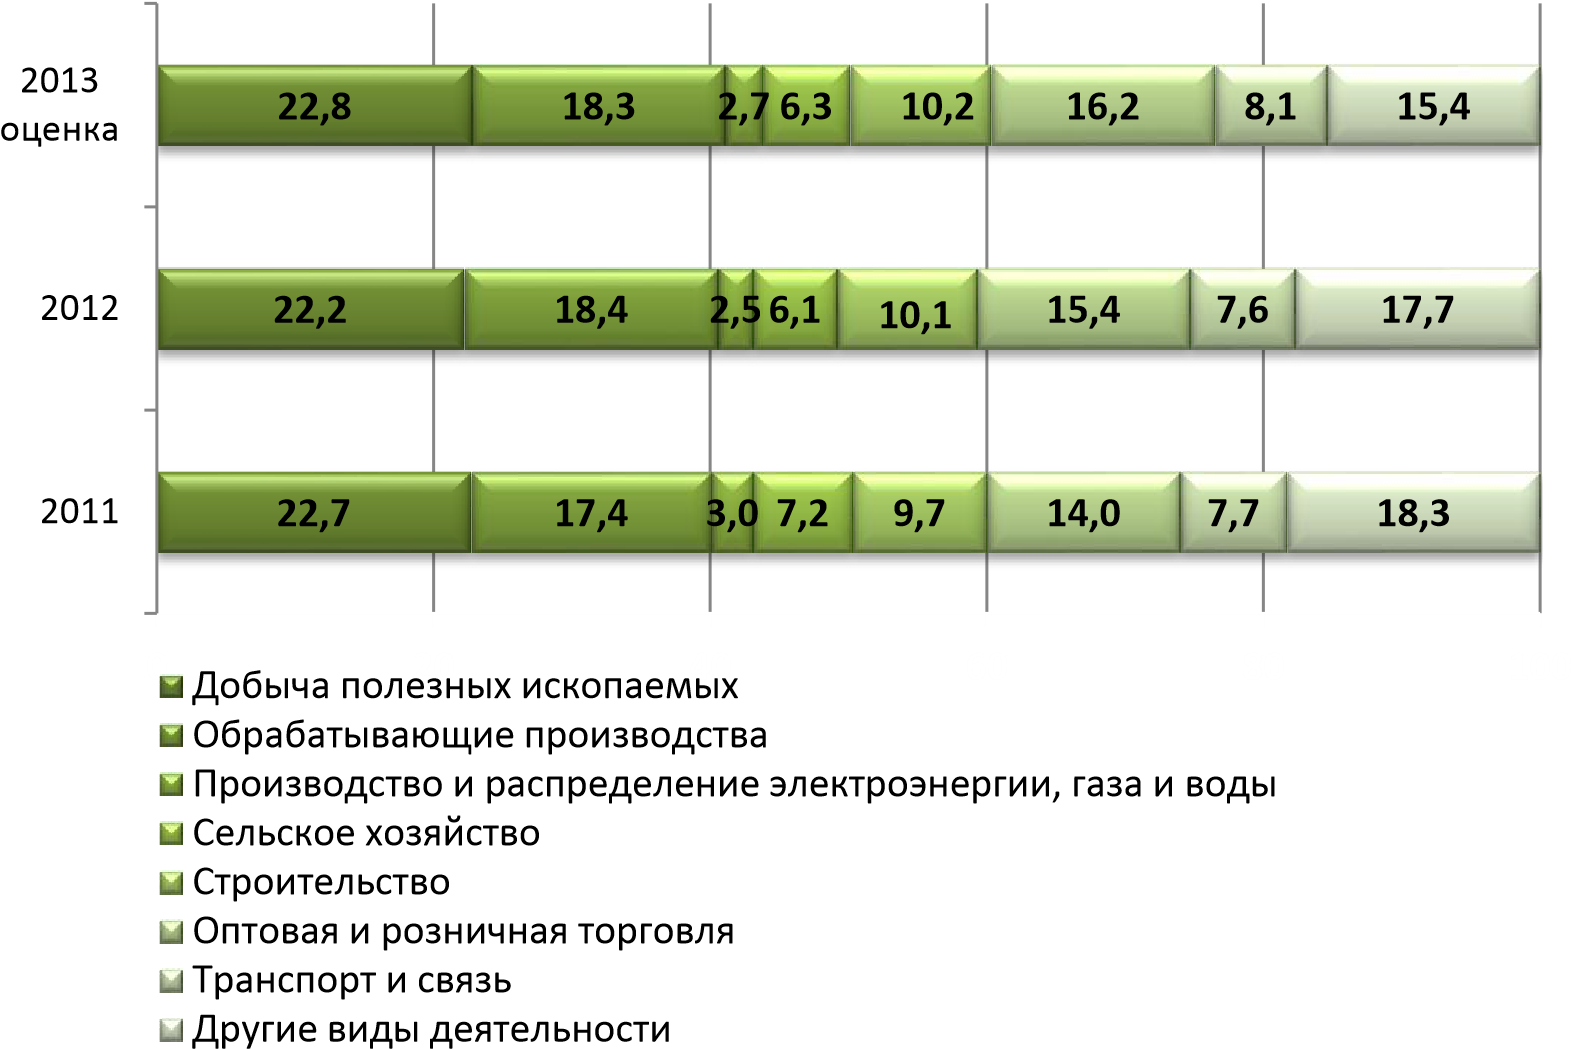 2013
оценка
22,8 18,3 2,7 6,3 10,2 16,2 8,1 15,4
2012
22,2 18,4 2,5 6,1 10,1 15,4 7,6 17,7
2011
22,7 17,4 3,0 7,2 9,7 14,0 7,7 18,3
Добыча полезных ископаемых
Обрабатывающие производства
Производство и распределение электроэнергии, газа и воды
Сельское хозяйство
Строительство
Оптовая и розничная торговля
Транспорт и связь
Другие виды деятельности